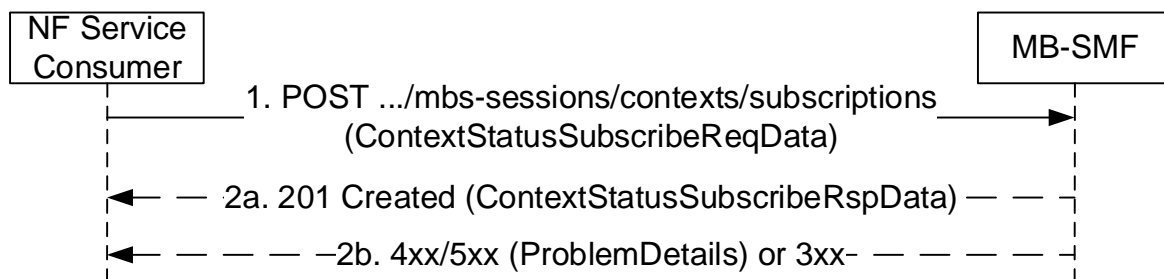 NF Service
Consumer
MB-SMF
1. POST .../mbs-sessions/contexts/subscriptions
(ContextStatusSubscribeReqData)
2a. 201 Created (ContextStatusSubscribeRspData)
2b. 4xx/5xx (ProblemDetails) or 3xx